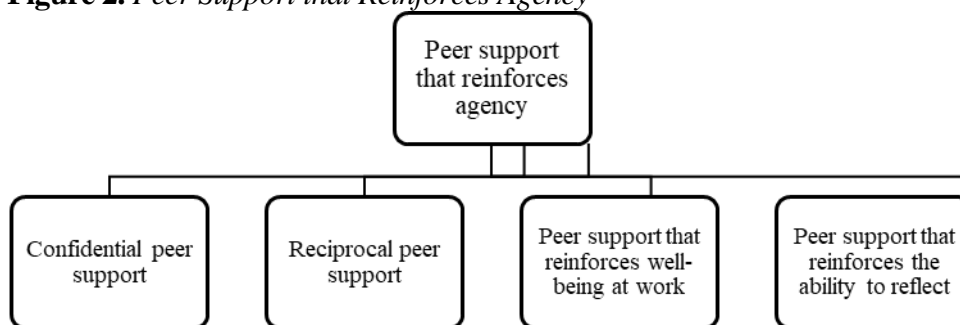 Figure 2. Peer Support that Reinforces Agency
Peer support
that reinforces
agency
Confidential peer
support
Reciprocal peer
support
Peer support that
reinforces well-
being at work
Peer support that
reinforces the
ability to reflect